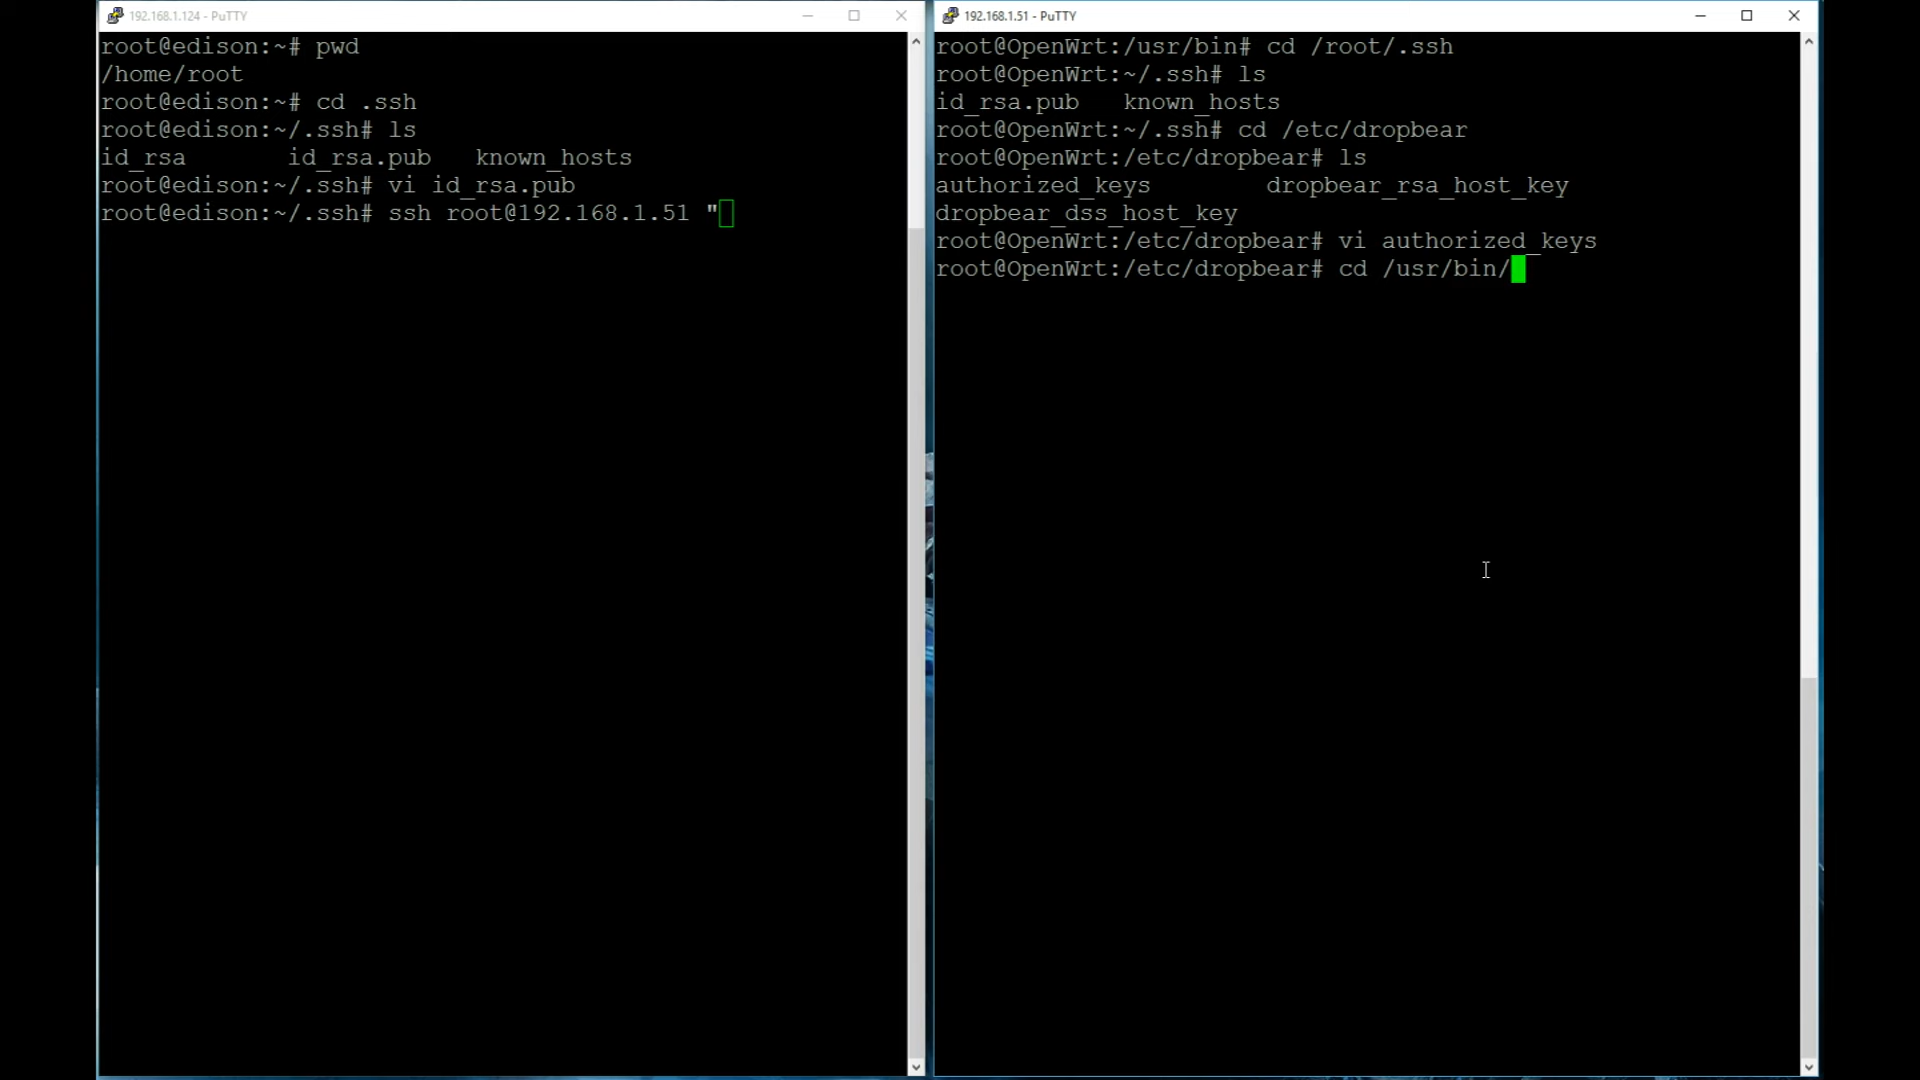 192.168.1.124 - PuTTY
root@edison:~# pwd
/home/root
root@edison:~# cd .ssh
root@edison:~/.ssh# ls
id_rsa       id_rsa.pub   known_hosts
root@edison:~/.ssh# vi id_rsa.pub
root@edison:~/.ssh# ssh root@192.168.1.51 "
192.168.1.51 - PuTTY
root@OpenWrt:/usr/bin# cd /root/.ssh
root@OpenWrt:~/.ssh# ls
id_rsa.pub   known_hosts
root@OpenWrt:~/.ssh# cd /etc/dropbear
root@OpenWrt:/etc/dropbear# ls
authorized_keys        dropbear_rsa_host_key
dropbear_dss_host_key
root@OpenWrt:/etc/dropbear# vi authorized_keys
root@OpenWrt:/etc/dropbear# cd /usr/bin/